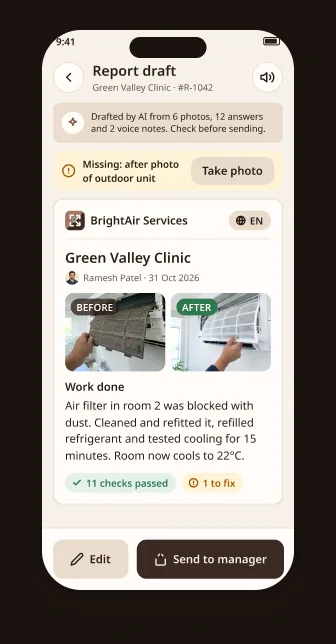 9:41
Report draft
Green Valley Clinic · #R-1042
Drafted by AI from 6 photos, 12 answers
and 2 voice notes. Check before sending.
Missing: after photo
of outdoor unit
Take photo
BrightAir Services
EN
Green Valley Clinic
Ramesh Patel · 31 Oct 2026
BEFORE
AFTER
Work done
Air filter in room 2 was blocked with
dust. Cleaned and refitted it, refilled
refrigerant and tested cooling for 15
minutes. Room now cools to 22°C.
11 checks passed
1 to fix
Edit
Send to manager